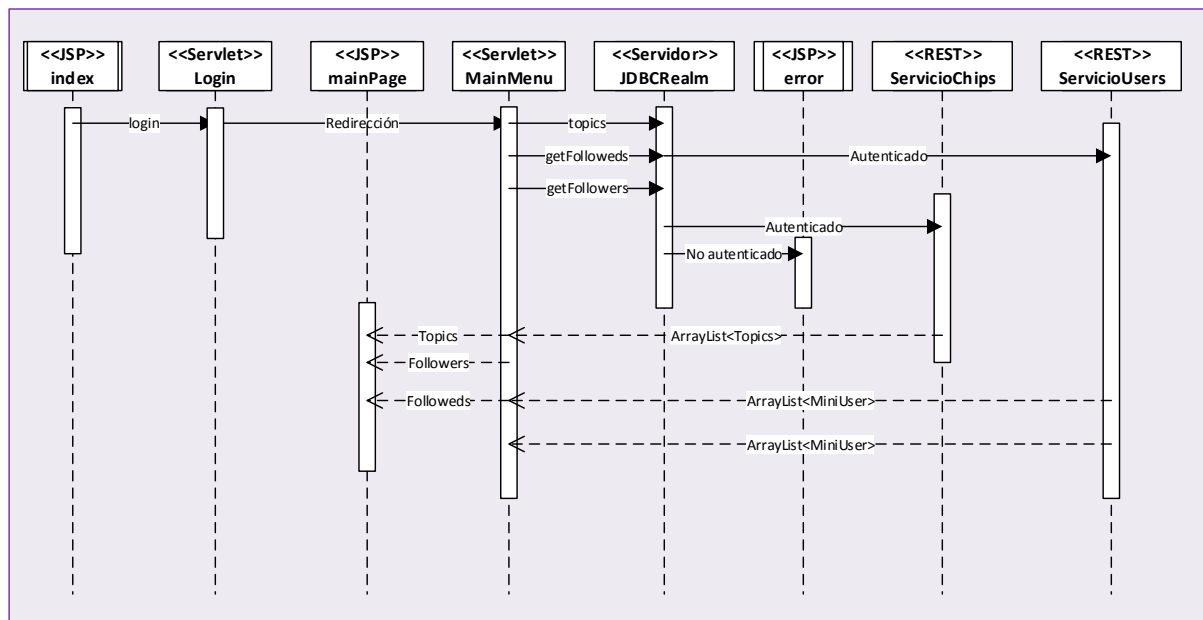 <<JSP>>
index
<<Servlet>>
Login
<<JSP>>
mainPage
<<Servlet>>
MainMenu
<<Servidor>>
JDBCRealm
<<JSP>>
error
<<REST>>
ServicioChips
<<REST>>
ServicioUsers
login
Redirección
topics
getFolloweds
Autenticado
getFollowers
Autenticado
No autenticado
Topics
ArrayList<Topics>
Followers
Followeds
ArrayList<MiniUser>
ArrayList<MiniUser>